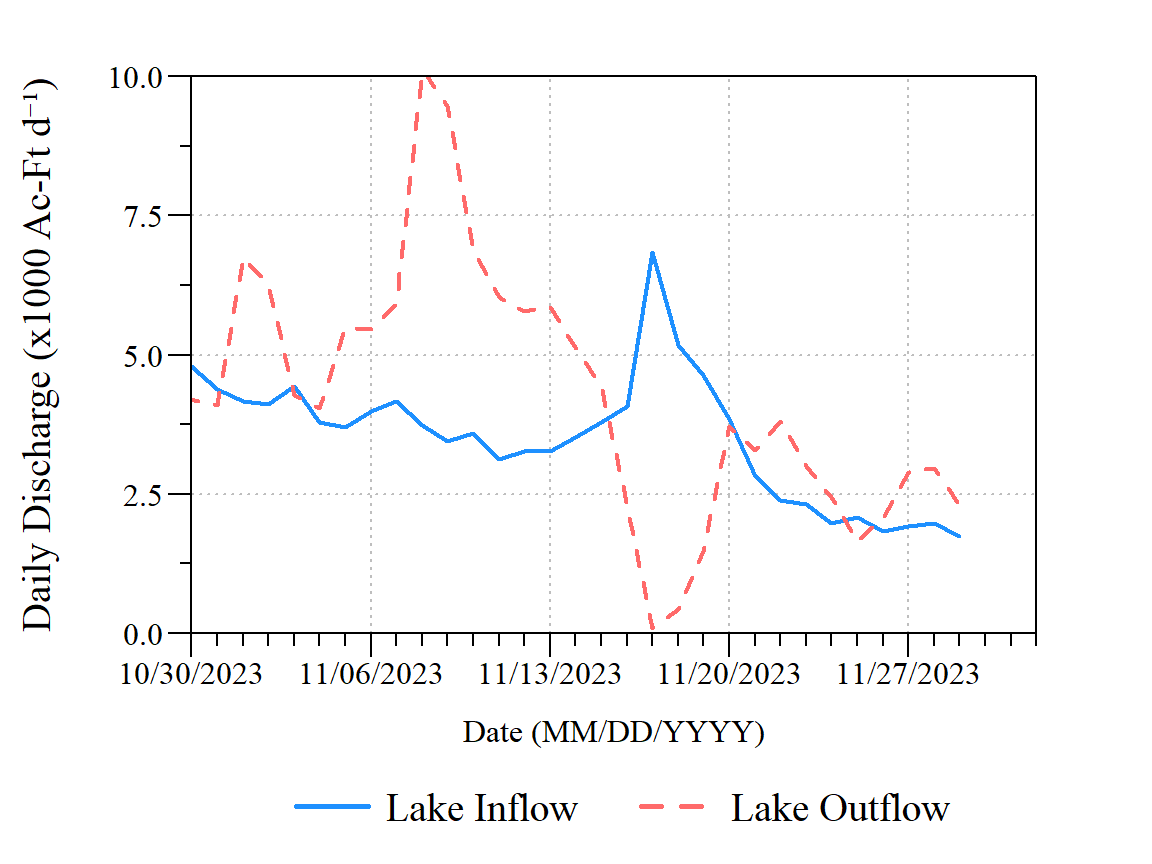 Daily Discharge (x1000 Ac-Ft d⁻¹)
10.0
7.5
5.0
2.5
0.0
10/30/2023 11/06/2023 11/13/2023 11/20/2023 11/27/2023
Date (MM/DD/YYYY)
Lake Inflow Lake Outflow